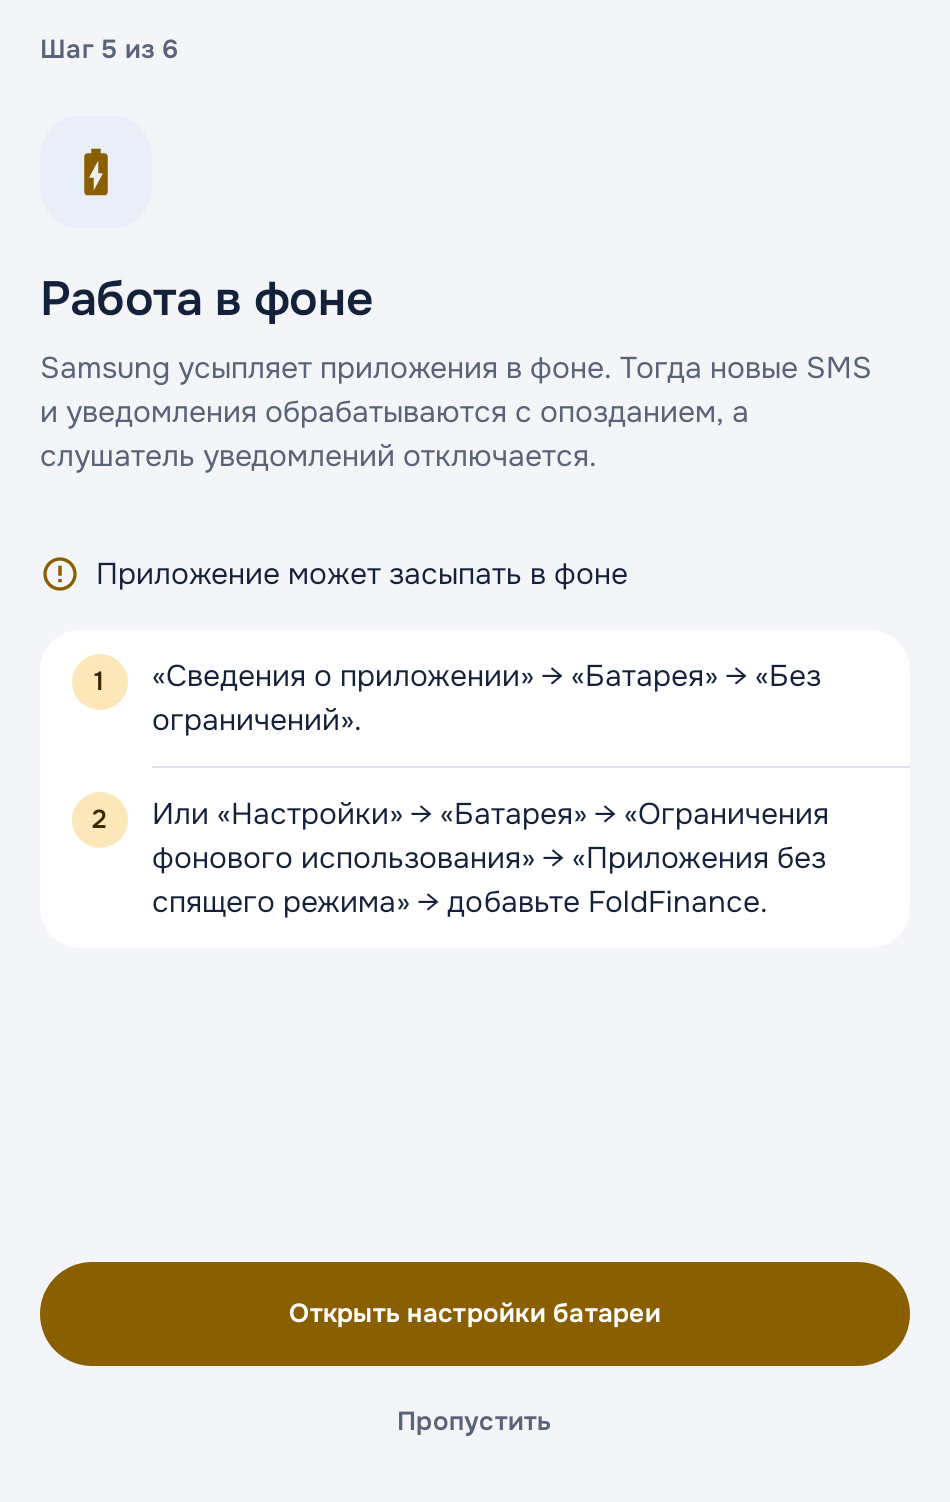 Шаг 5 из 6
Работа в фоне
Samsung усыпляет приложения в фоне. Тогда новые SMS
и уведомления обрабатываются с опозданием, а
слушатель уведомлений отключается.
Приложение может засыпать в фоне
1 «Сведения о приложении» → «Батарея» → «Без
ограничений».
2 Или «Настройки» → «Батарея» → «Ограничения
фонового использования» → «Приложения без
спящего режима» → добавьте FoldFinance.
Открыть настройки батареи
Пропустить